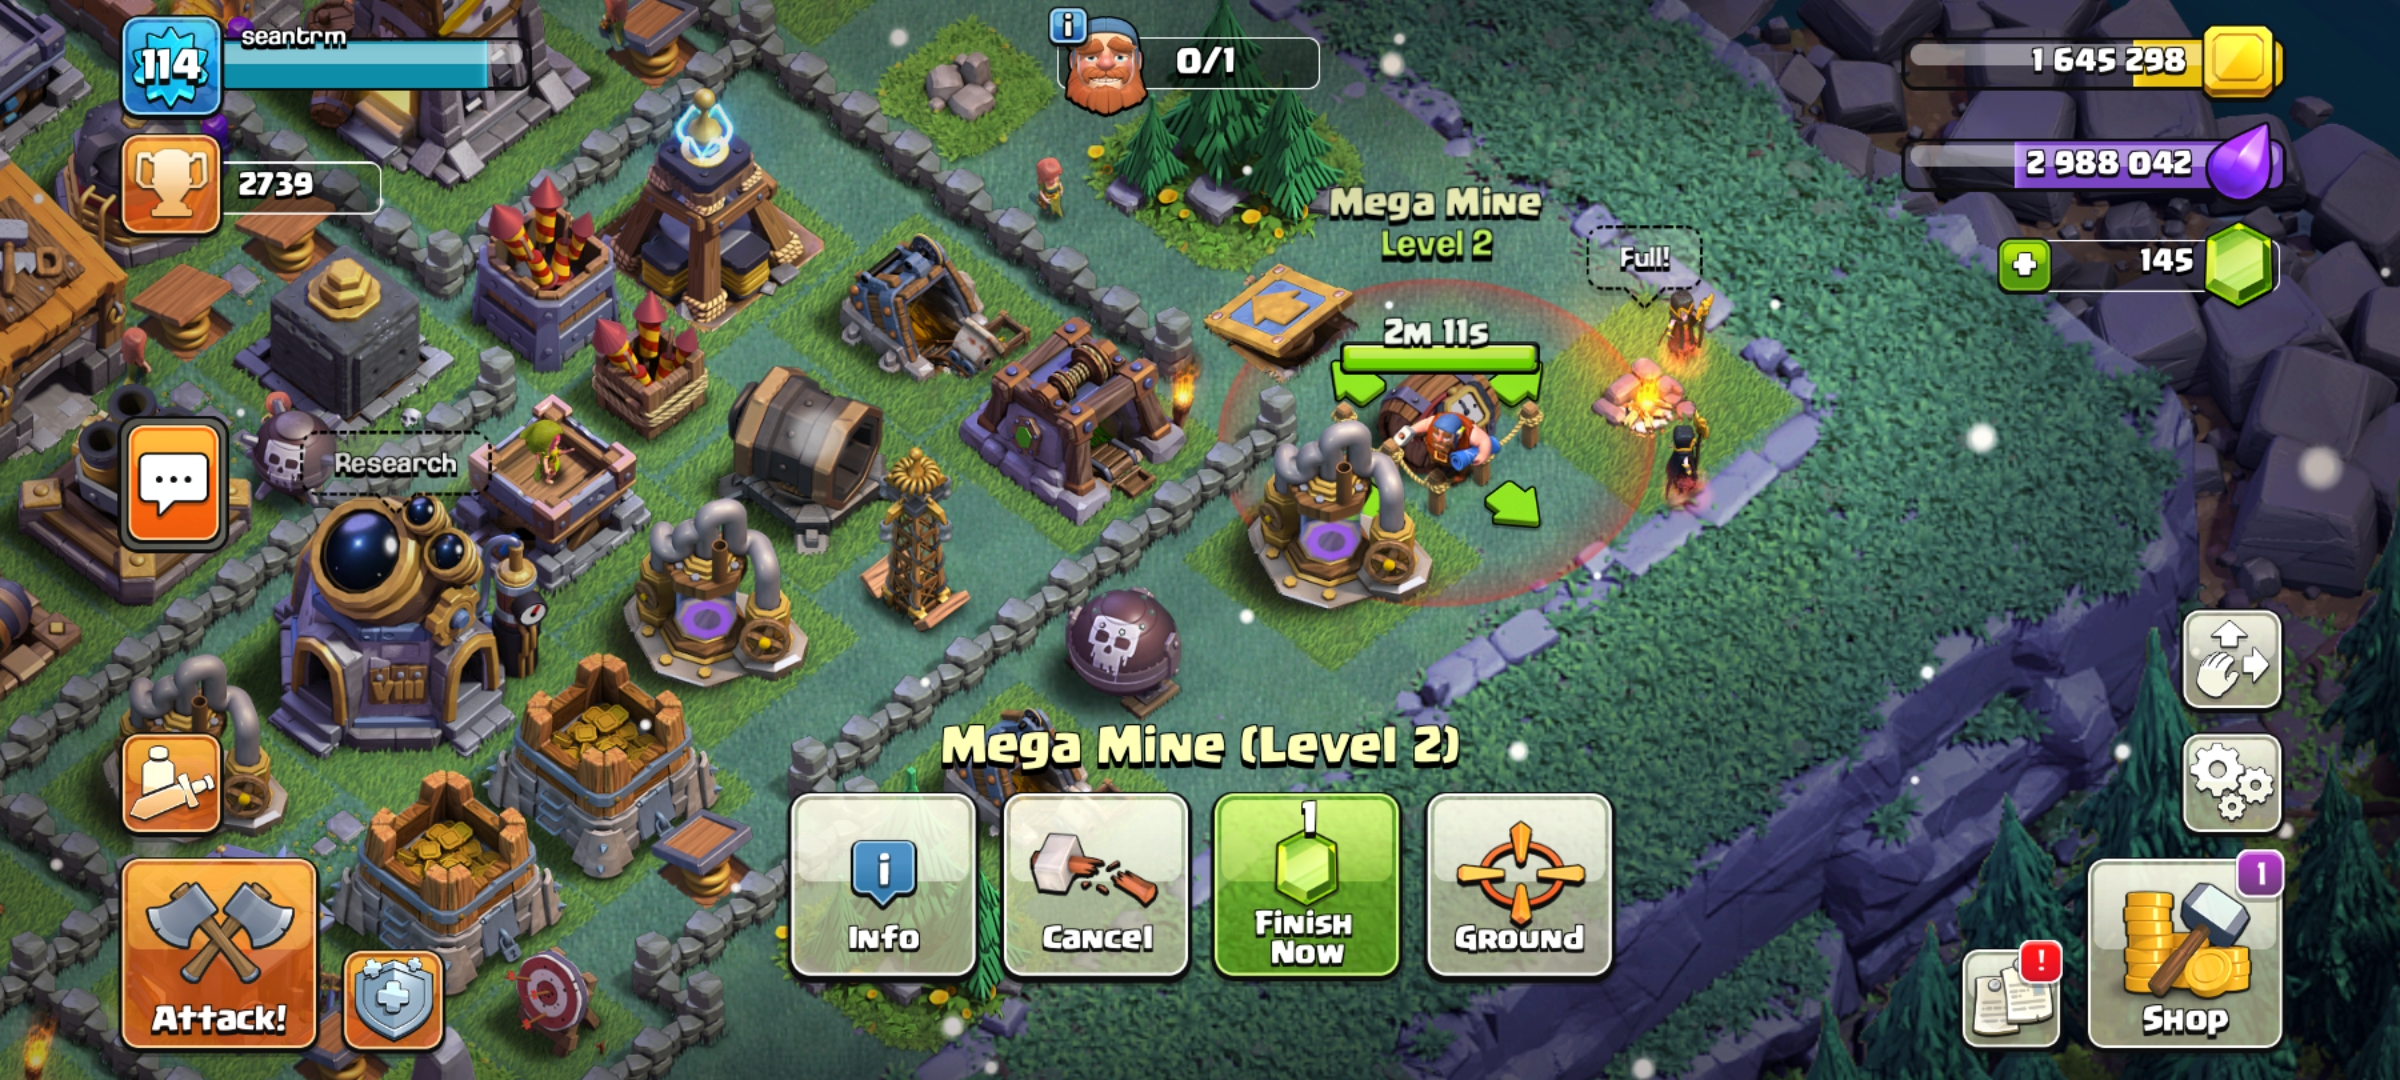 114
seantrm
0/1
1 645 298
2739
2 988 042
145
Mega Mine
Level 2
Full!
2M 11s
Research
VIII
Mega Mine (Level 2)
1
Info
Cancel
Finish
Now
Ground
1
!
Attack!
Shop